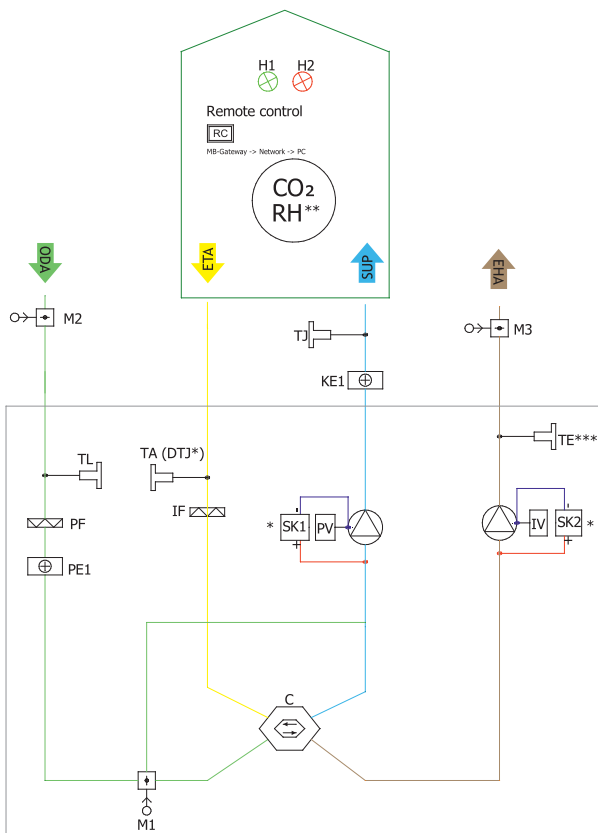 H1 H2
Remote control
RC
MB-Gateway -> Network -> PC
CO2
RH**
ODA
ETA
SUP
EHA
M2
TJ
M3
KE1
TL
TA (DTJ*)
TE***
IF
PF
* SK1 PV
IV SK2 *
- +
- +
PE1
C
M1